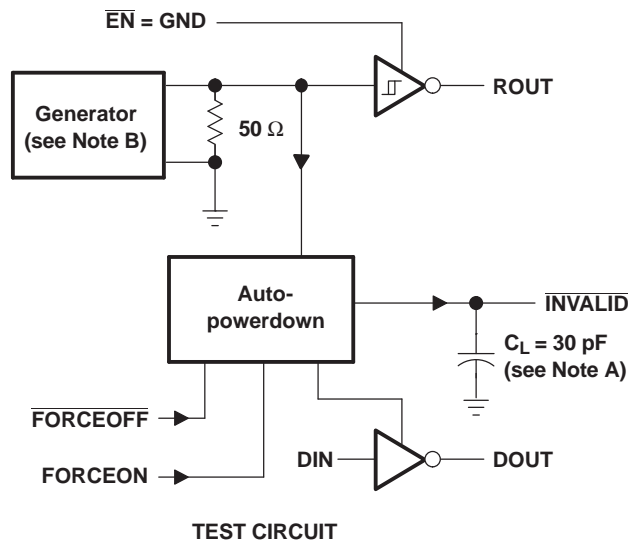 EN = GND
ROUT
Generator
(see Note B)
50 Ω
Auto-
powerdown
INVALID
CL = 30 pF
(see Note A)
FORCEOFF
FORCEON
DIN
DOUT
TEST CIRCUIT